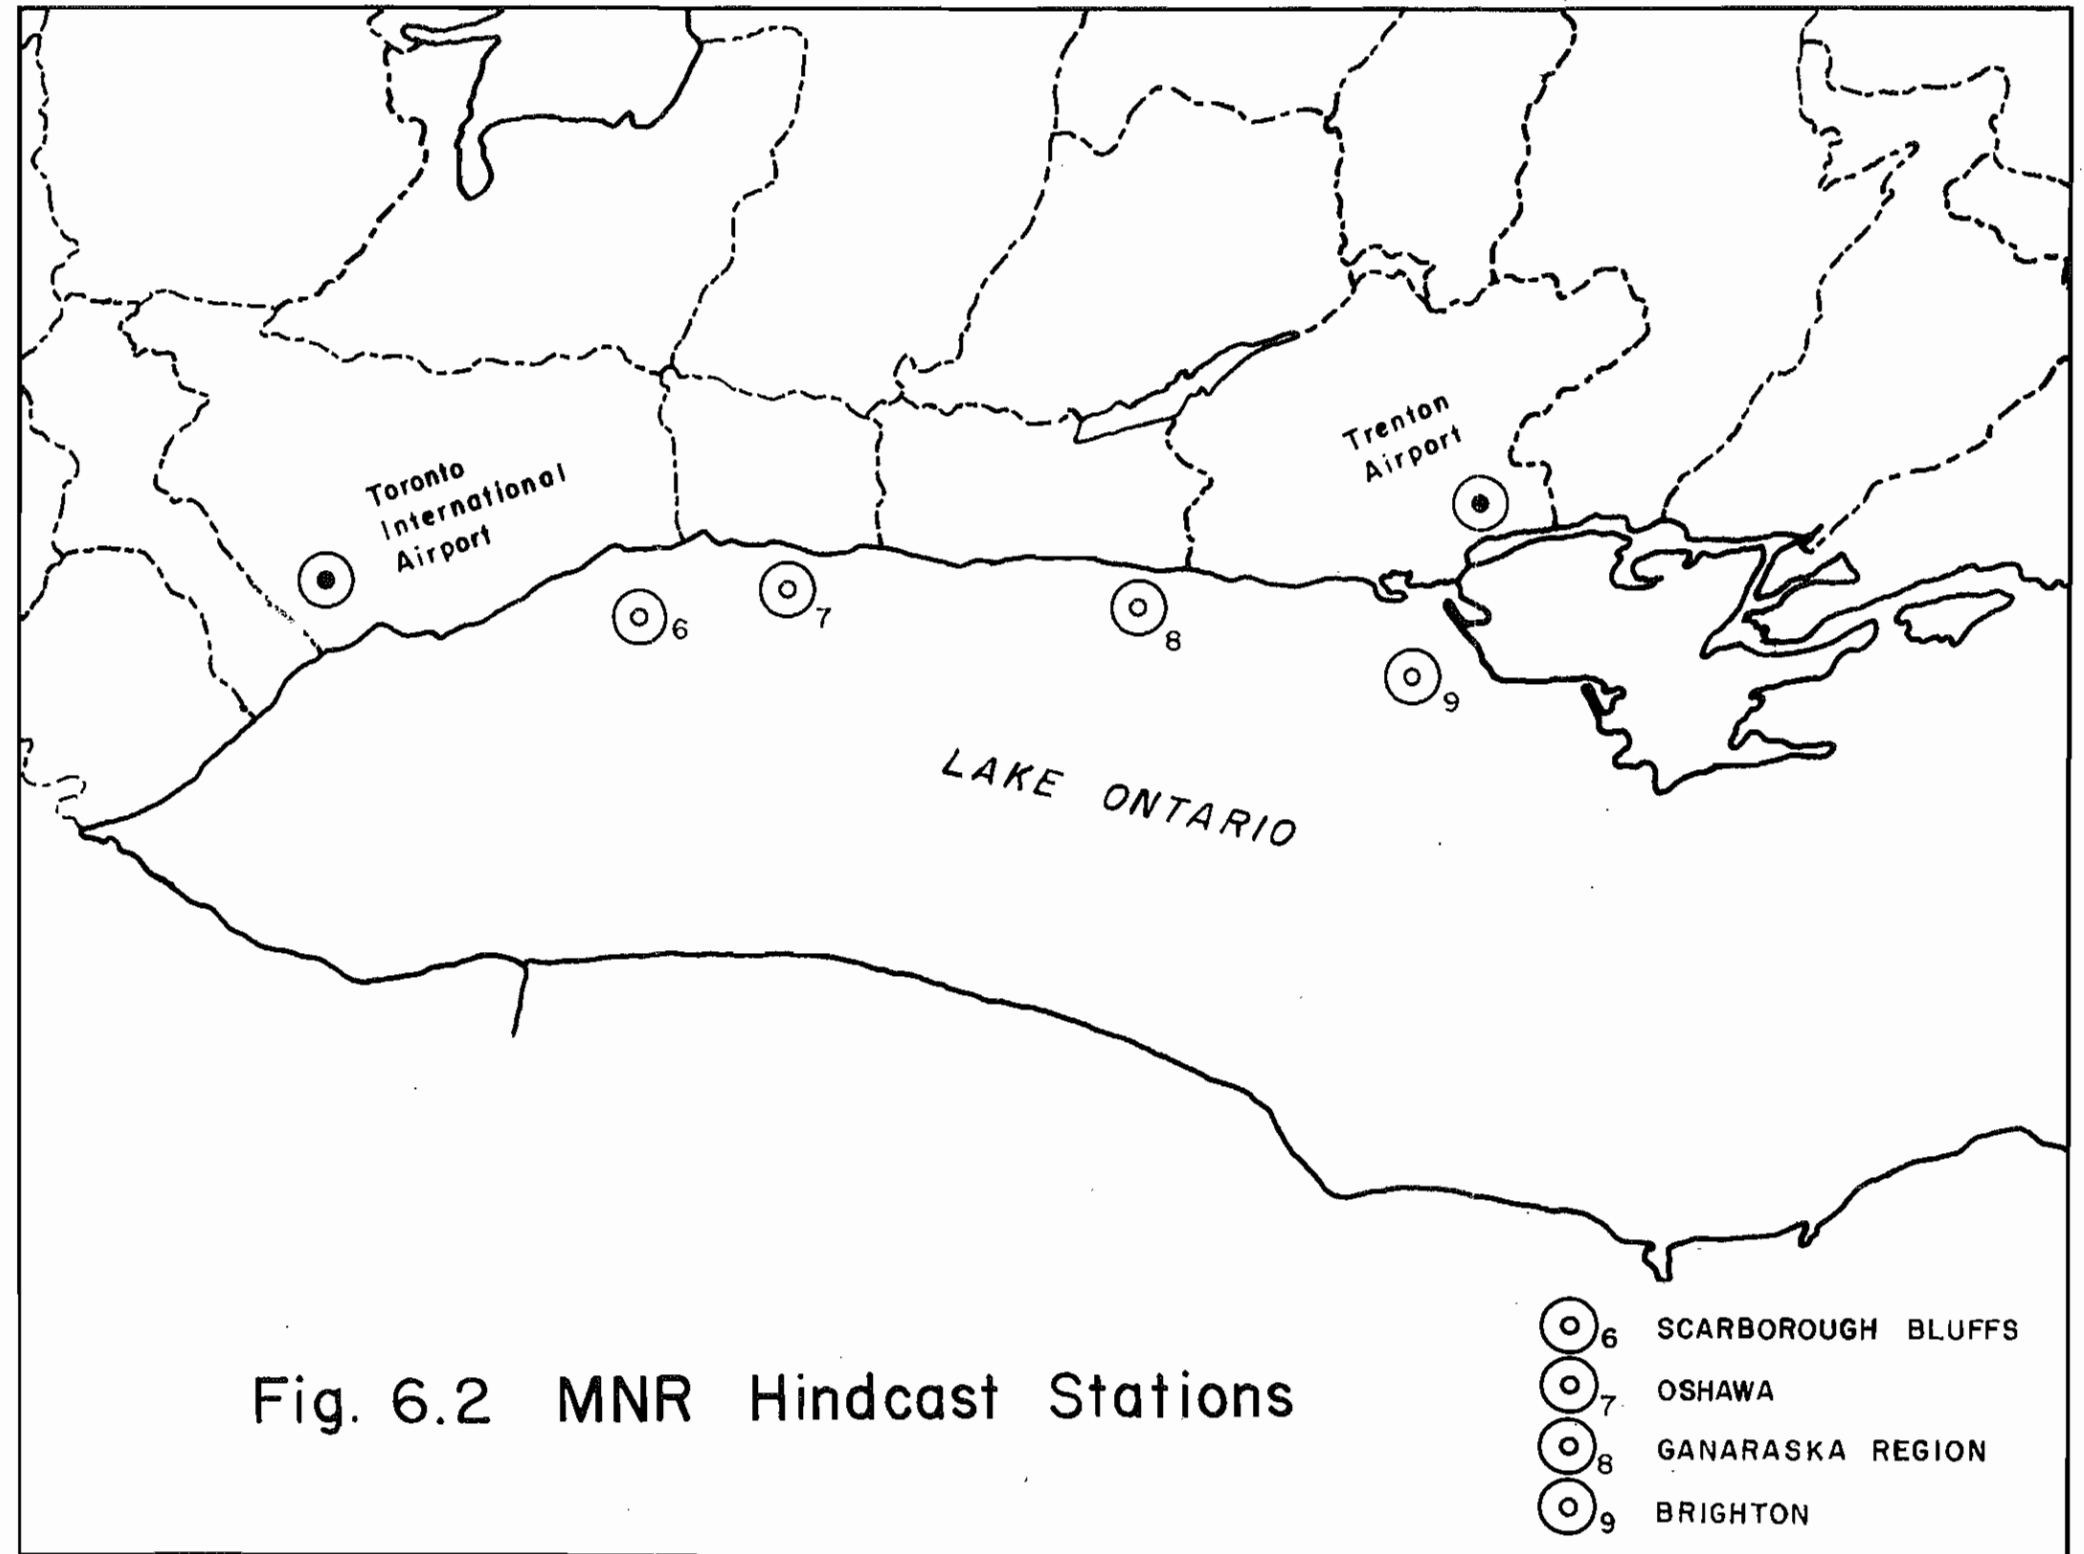 Toronto
International
Airport
Trenton
Airport
6
7
8
9
LAKE ONTARIO
Fig. 6.2 MNR Hindcast Stations
6 SCARBOROUGH BLUFFS
7 OSHAWA
8 GANARASKA REGION
9 BRIGHTON